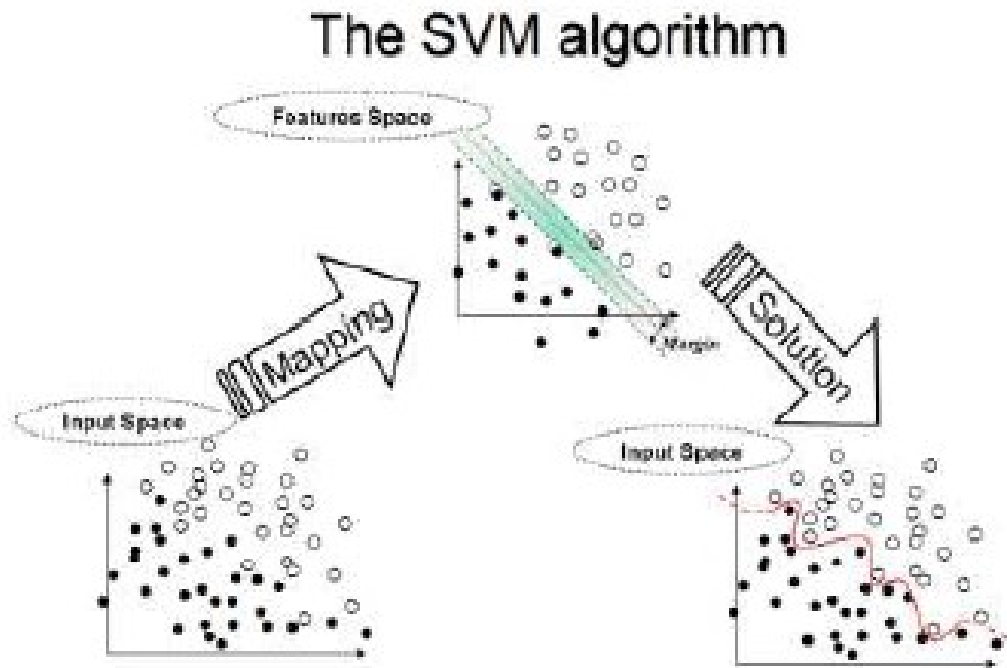 The SVM algorithm
Features Space
Mapping
Margin
Solution
Input Space
Input Space